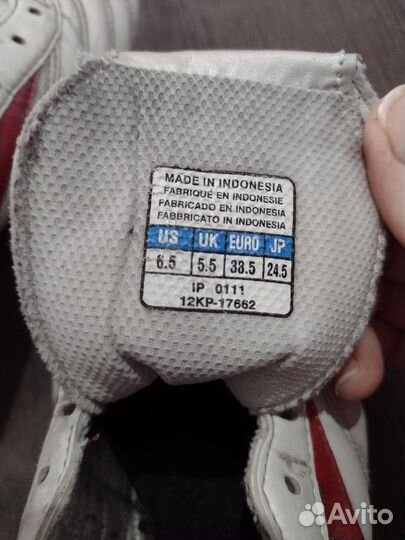 MADE IN INDONESIA
FABRIQUÉ EN INDONESIE
FABRICADO EN INDONESIA
FABBRICATO IN INDONESIA
US UK EURO JP
6.5 5.5 38.5 24.5
IP 0111
12KP-17662
Avito